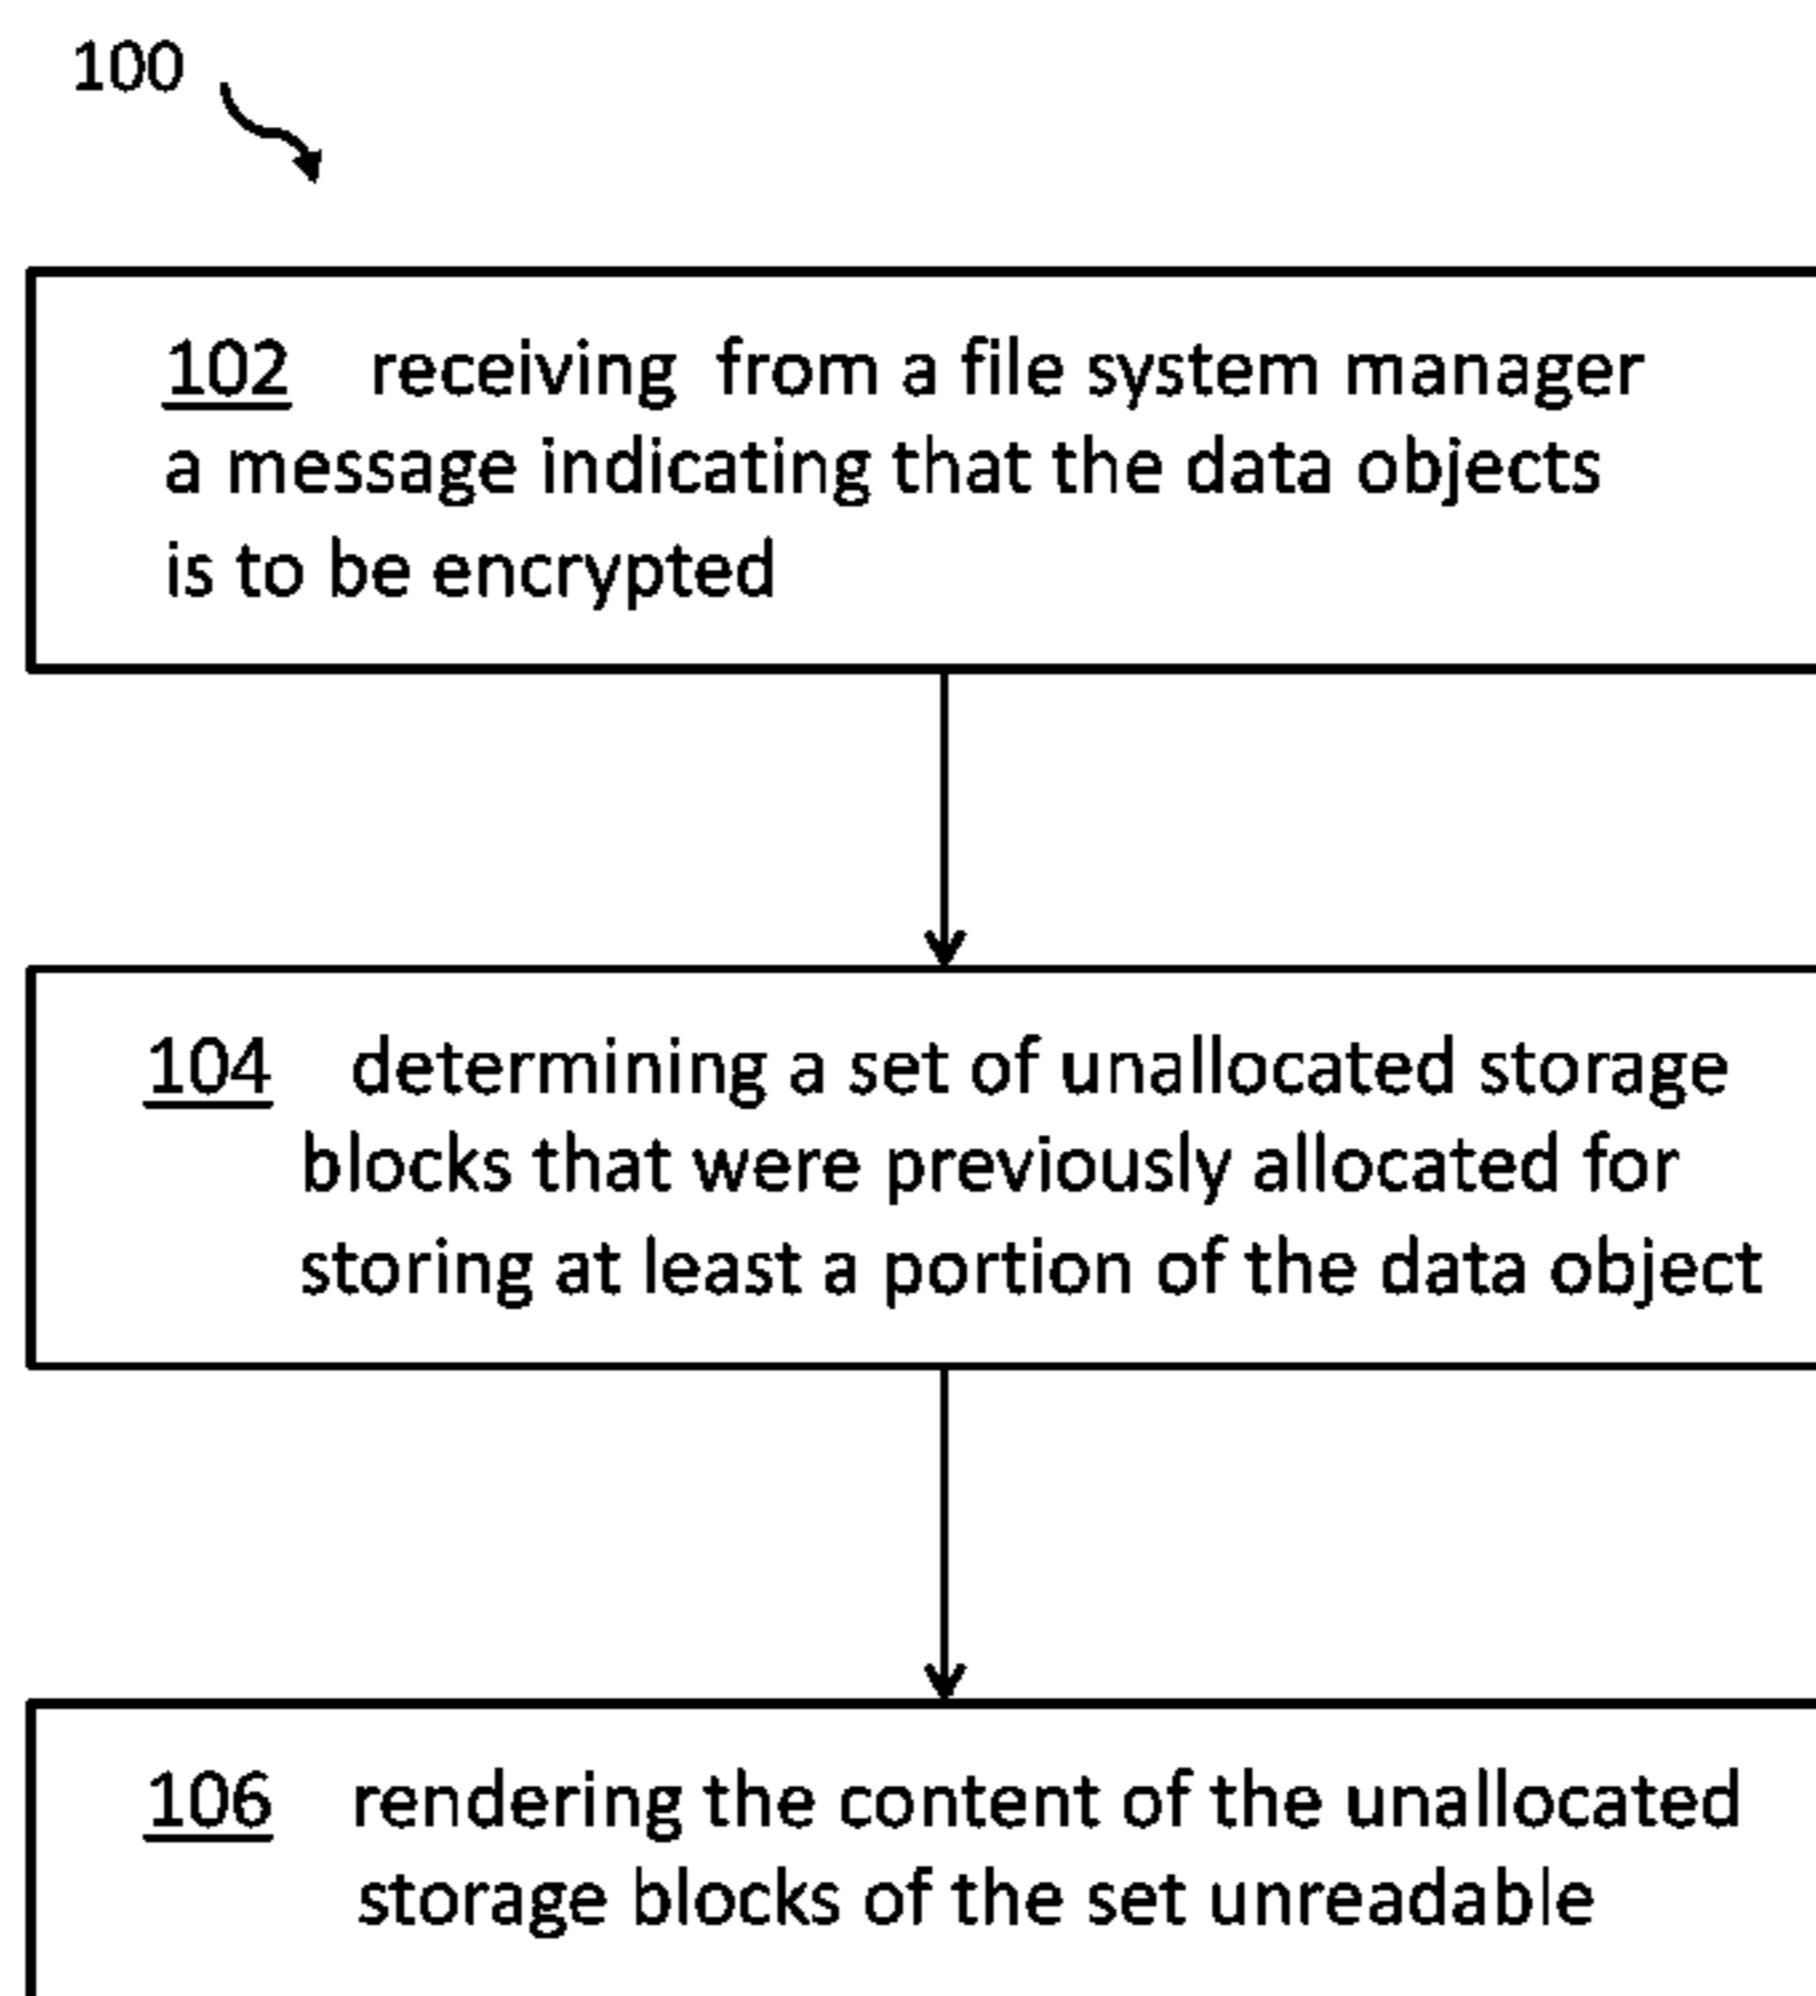 100
102 receiving from a file system manager
a message indicating that the data objects
is to be encrypted
104 determining a set of unallocated storage
blocks that were previously allocated for
storing at least a portion of the data object
106 rendering the content of the unallocated
storage blocks of the set unreadable